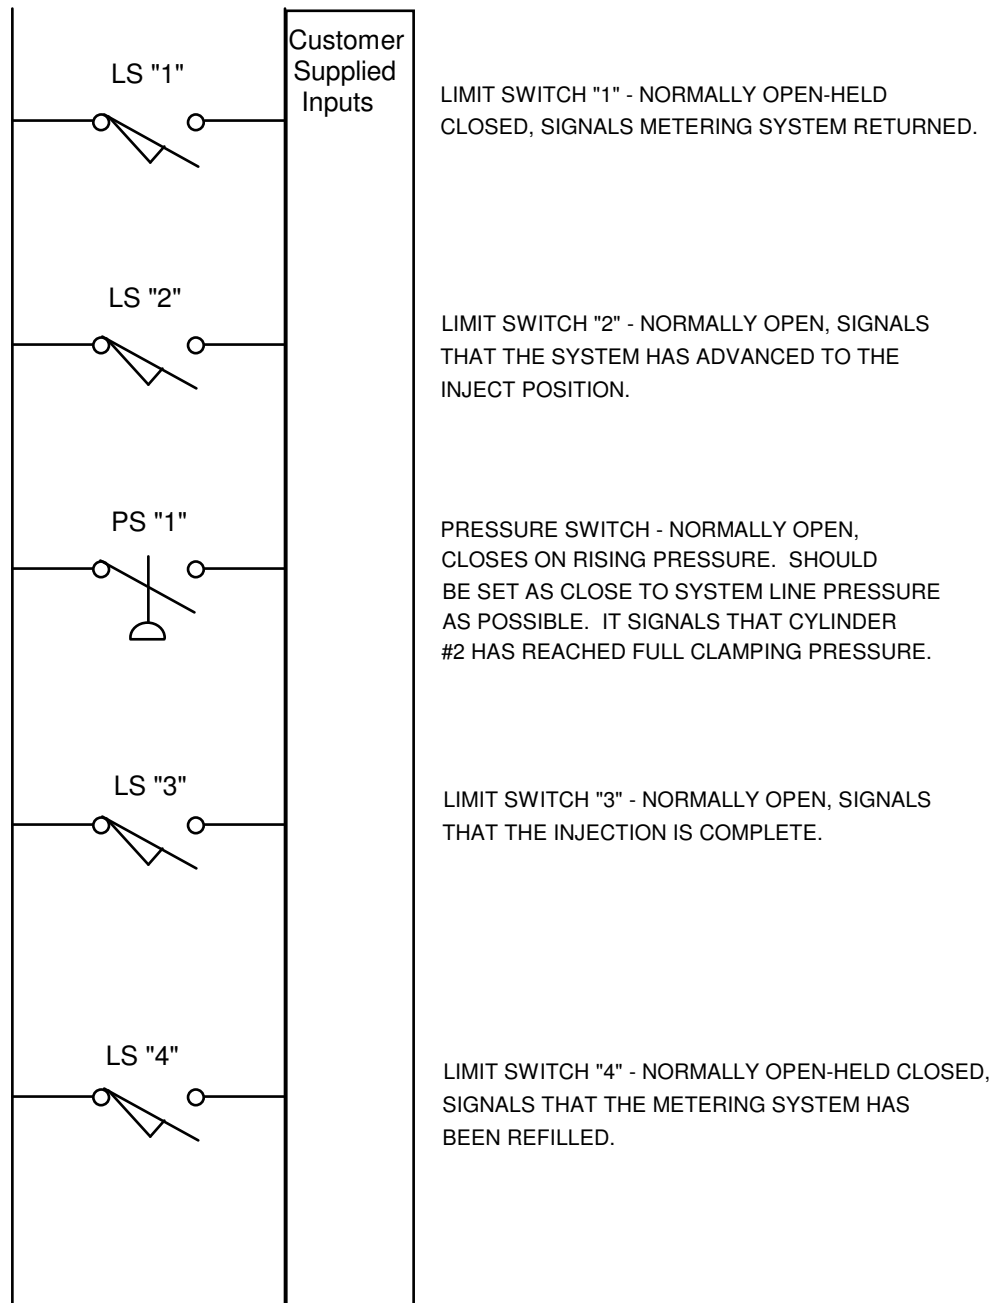 Customer
Supplied
Inputs
LS "1"
LIMIT SWITCH "1" - NORMALLY OPEN-HELD
CLOSED, SIGNALS METERING SYSTEM RETURNED.
LS "2"
LIMIT SWITCH "2" - NORMALLY OPEN, SIGNALS
THAT THE SYSTEM HAS ADVANCED TO THE
INJECT POSITION.
PS "1"
PRESSURE SWITCH - NORMALLY OPEN,
CLOSES ON RISING PRESSURE.  SHOULD
BE SET AS CLOSE TO SYSTEM LINE PRESSURE
AS POSSIBLE.  IT SIGNALS THAT CYLINDER
#2 HAS REACHED FULL CLAMPING PRESSURE.
LS "3"
LIMIT SWITCH "3" - NORMALLY OPEN, SIGNALS
THAT THE INJECTION IS COMPLETE.
LS "4"
LIMIT SWITCH "4" - NORMALLY OPEN-HELD CLOSED,
SIGNALS THAT THE METERING SYSTEM HAS
BEEN REFILLED.